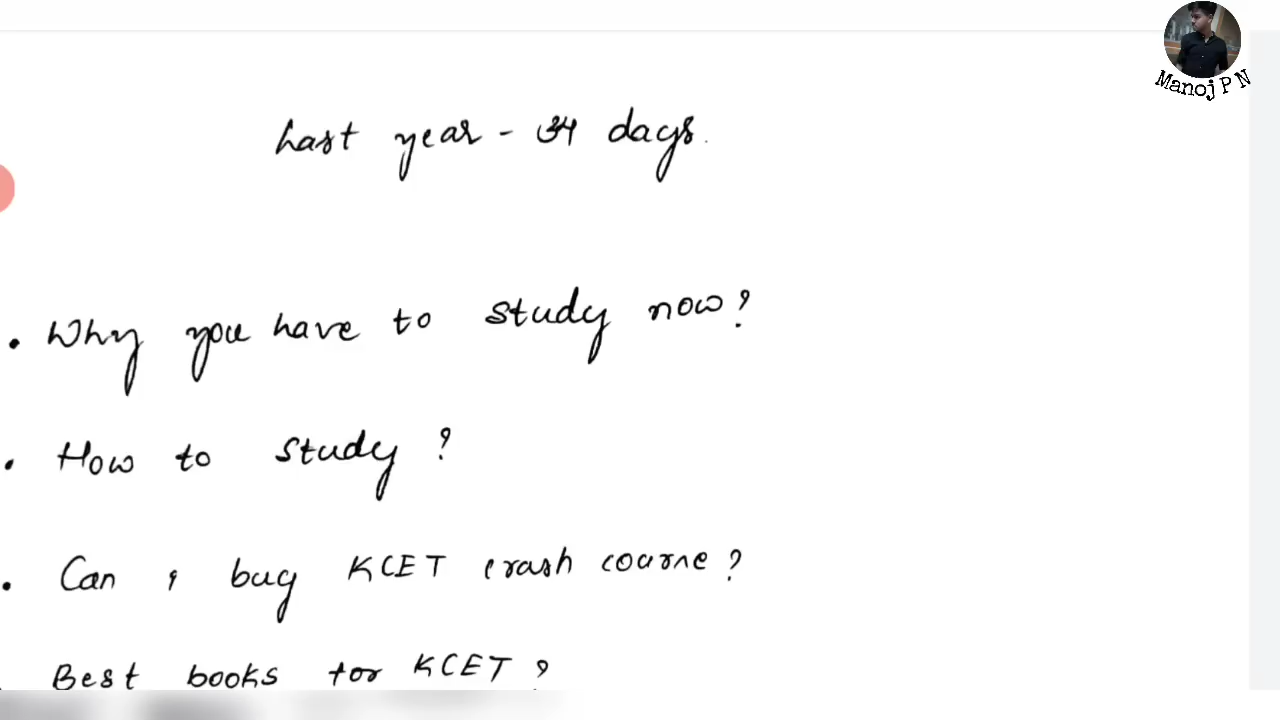 Manoj P N
Last year - days.
• Why you have to study now?
• How to study?
• Can I buy KCET crash course?
Best books for KCET?